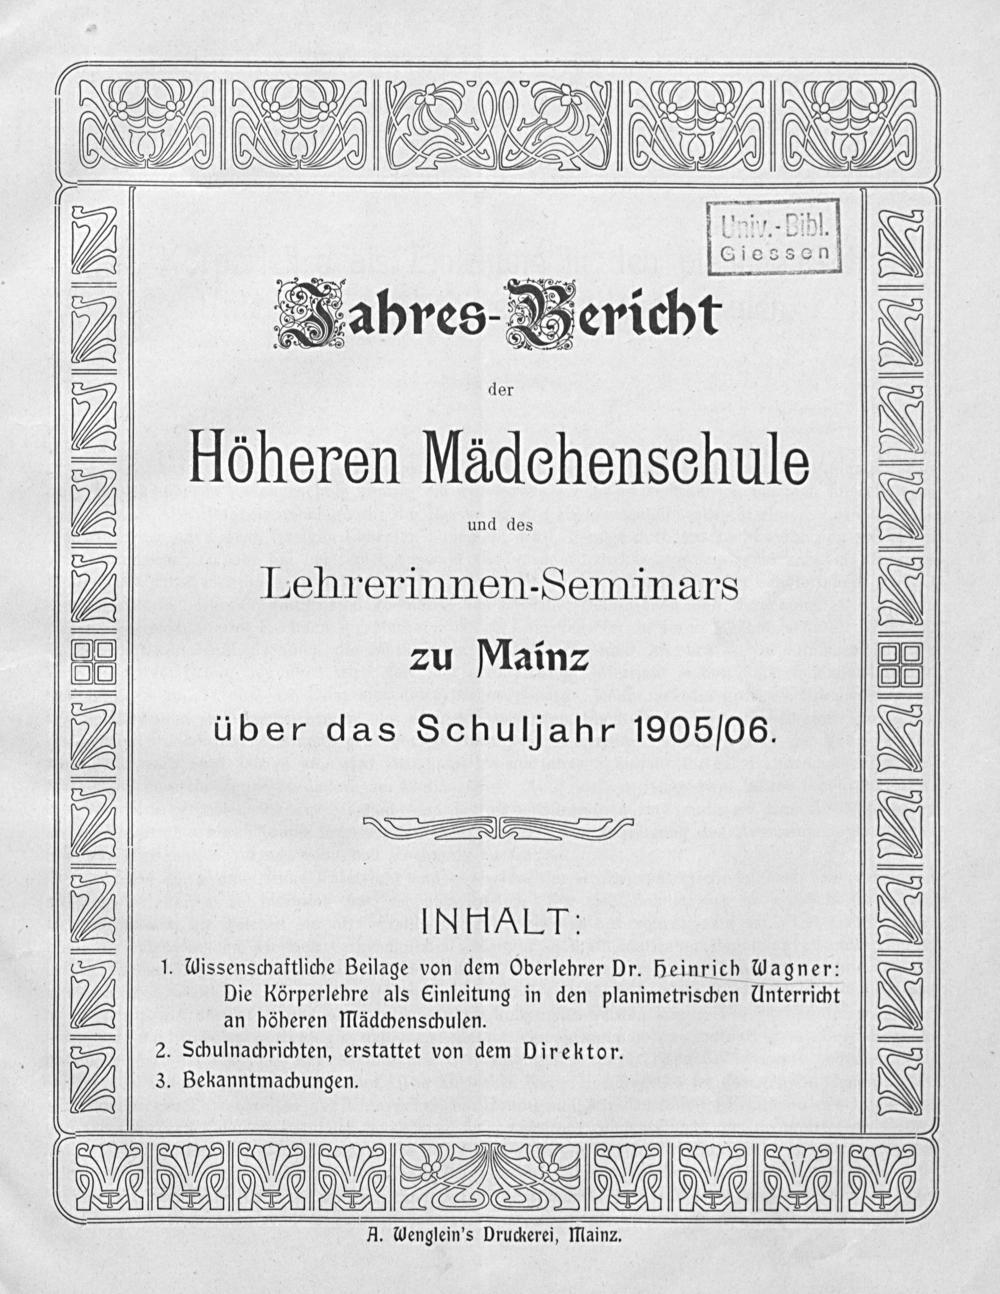 Univ.-Bibl.
Giessen
Jahres-Bericht
der
Höheren Mädchenschule
und des
Lehrerinnen-Seminars
zu Mainz
über das Schuljahr 1905/06.
INHALT:
1. Wissenschaftliche Beilage von dem Oberlehrer Dr. Heinrich Wagner:
Die Körperlehre als Einleitung in den planimetrischen Unterricht
an höheren Mädchenschulen.
2. Schulnachrichten, erstattet von dem Direktor.
3. Bekanntmachungen.
A. Wenglein's Druckerei, Mainz.